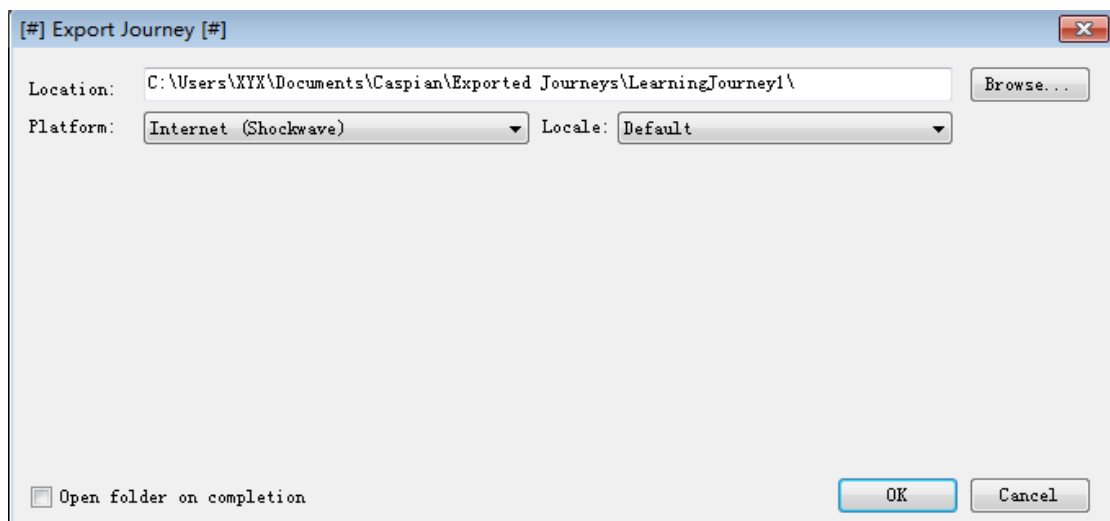 [#] Export Journey [#]
Location: C:\Users\XYX\Documents\Caspian\Exported Journeys\LearningJourney1\ Browse...
Platform: Internet (Shockwave) Locale: Default
Open folder on completion OK Cancel